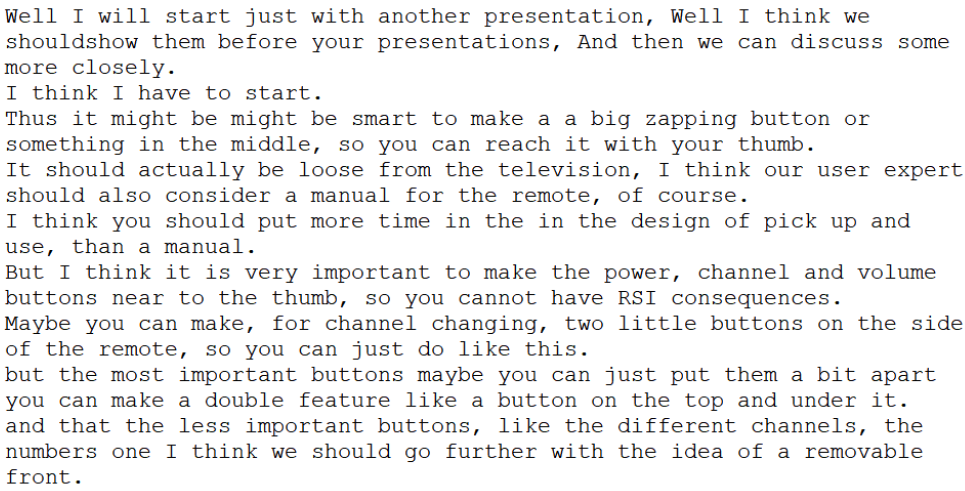 Well I will start just with another presentation, Well I think we
shouldshow them before your presentations, And then we can discuss some
more closely.
I think I have to start.
Thus it might be might be smart to make a a big zapping button or
something in the middle, so you can reach it with your thumb.
It should actually be loose from the television, I think our user expert
should also consider a manual for the remote, of course.
I think you should put more time in the in the design of pick up and
use, than a manual.
But I think it is very important to make the power, channel and volume
buttons near to the thumb, so you cannot have RSI consequences.
Maybe you can make, for channel changing, two little buttons on the side
of the remote, so you can just do like this.
but the most important buttons maybe you can just put them a bit apart
you can make a double feature like a button on the top and under it.
and that the less important buttons, like the different channels, the
numbers one I think we should go further with the idea of a removable
front.